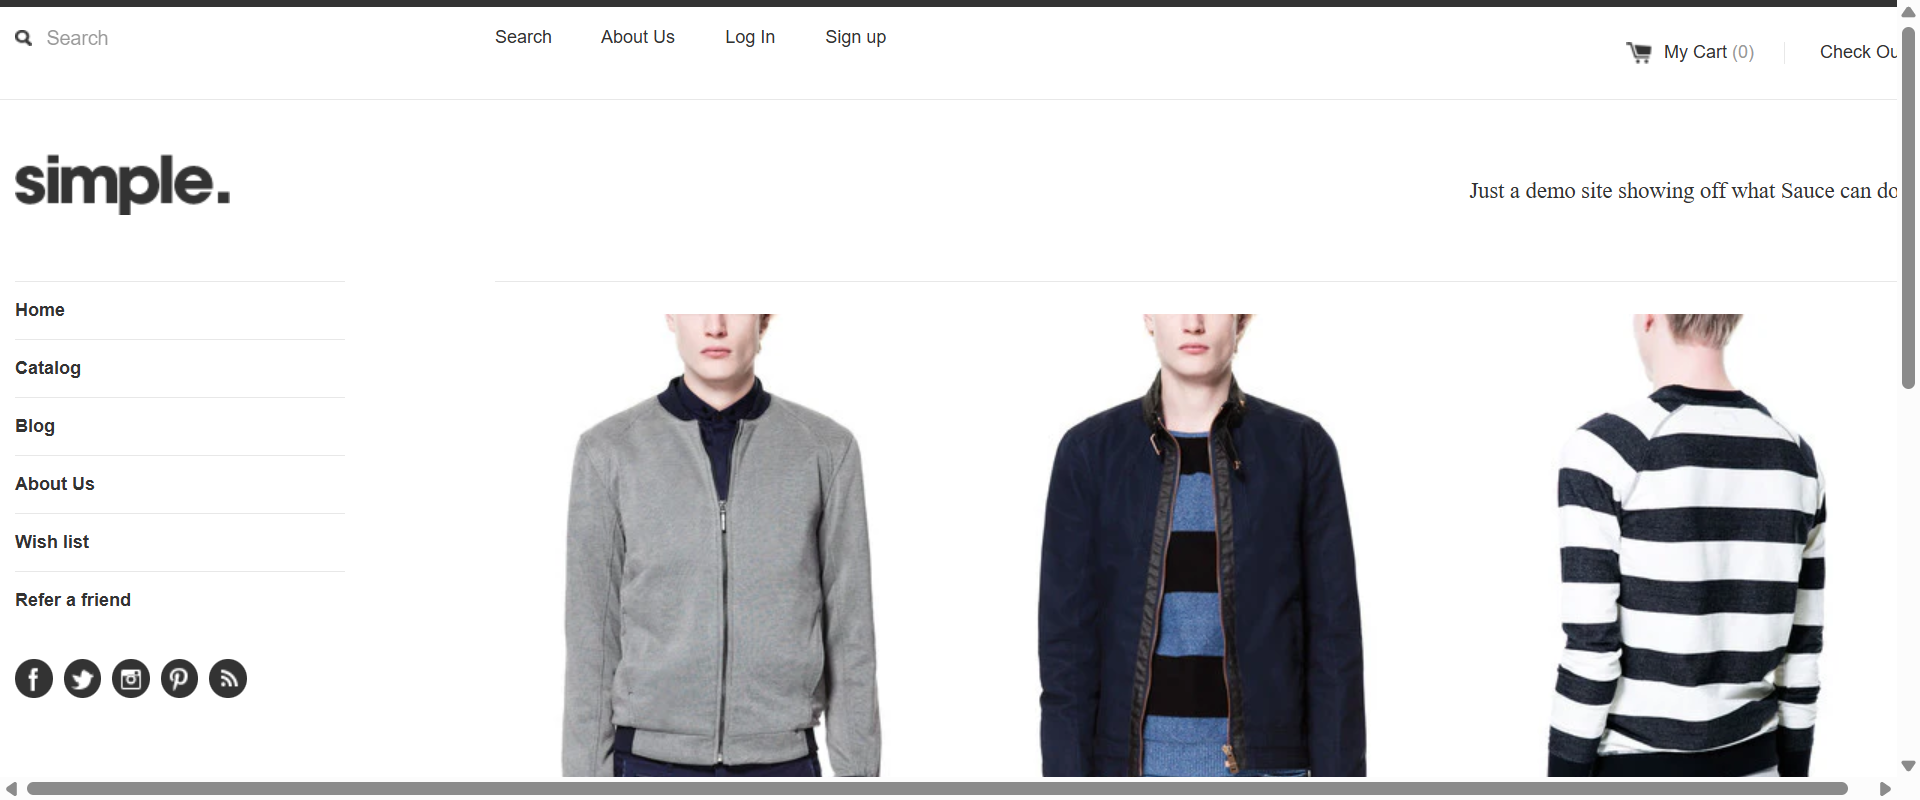 Search
Search About Us Log In Sign up
My Cart (0)
Check Ou
simple.
Just a demo site showing off what Sauce can do
Home
Catalog
Blog
About Us
Wish list
Refer a friend